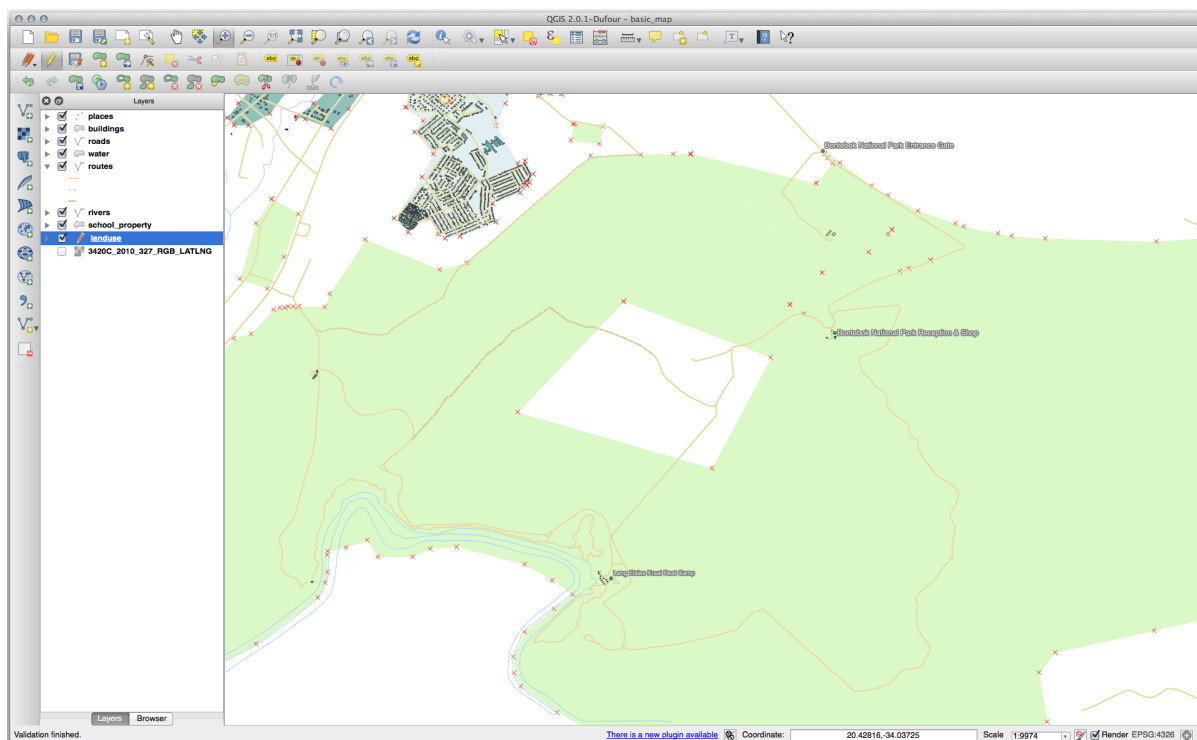 QGIS 2.0.1-Dufour - basic_map
Layers
places
buildings
roads
water
routes
rivers
school_property
landuse
3420C_2010_327_RGB_LATLNG
Bontebok National Park Entrance Gate
Bontebok National Park Reception & Shop
Lang Elsies Kraal Rest Camp
Layers Browser
Validation finished. There is a new plugin available Coordinate: 20.42816,-34.03725 Scale 1:9974 Render EPSG:4326